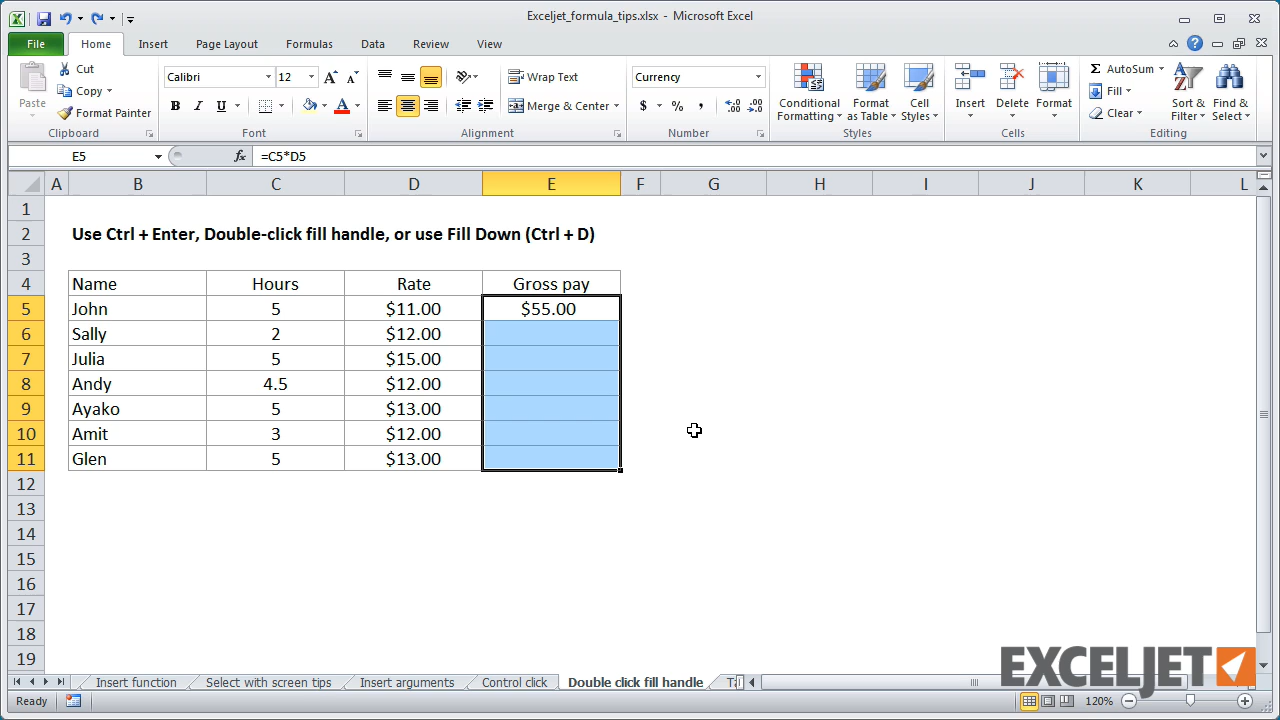 Exceljet_formula_tips.xlsx - Microsoft Excel
File Home Insert Page Layout Formulas Data Review View
Paste
Cut
Copy
Format Painter
Clipboard
Calibri 12
B I U A
Font
Wrap Text
Merge & Center
Alignment
Currency
$ % ,
Number
Conditional Formatting
Format as Table
Cell Styles
Styles
Insert Delete Format
Cells
Σ AutoSum
Fill
Clear
Sort & Filter
Find & Select
Editing
E5 fx =C5*D5
A B C D E F G H I J K L
1
2 Use Ctrl + Enter, Double-click fill handle, or use Fill Down (Ctrl + D)
3
4 Name Hours Rate Gross pay
5 John 5 $11.00 $55.00
6 Sally 2 $12.00
7 Julia 5 $15.00
8 Andy 4.5 $12.00
9 Ayako 5 $13.00
10 Amit 3 $12.00
11 Glen 5 $13.00
12
13
14
15
16
17
18
19
EXCELJET
Insert function Select with screen tips Insert arguments Control click Double click fill handle
Ready 120%